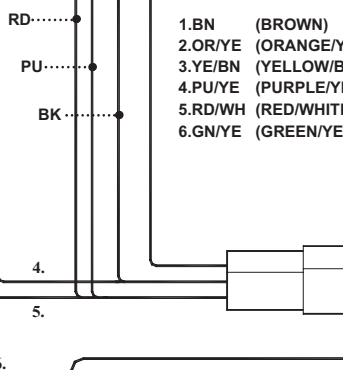 RD
PU
BK
1.BN (BROWN)
2.OR/YE (ORANGE/Y
3.YE/BN (YELLOW/B
4.PU/YE (PURPLE/Y
5.RD/WH (RED/WHIT
6.GN/YE (GREEN/YE
4.
5.